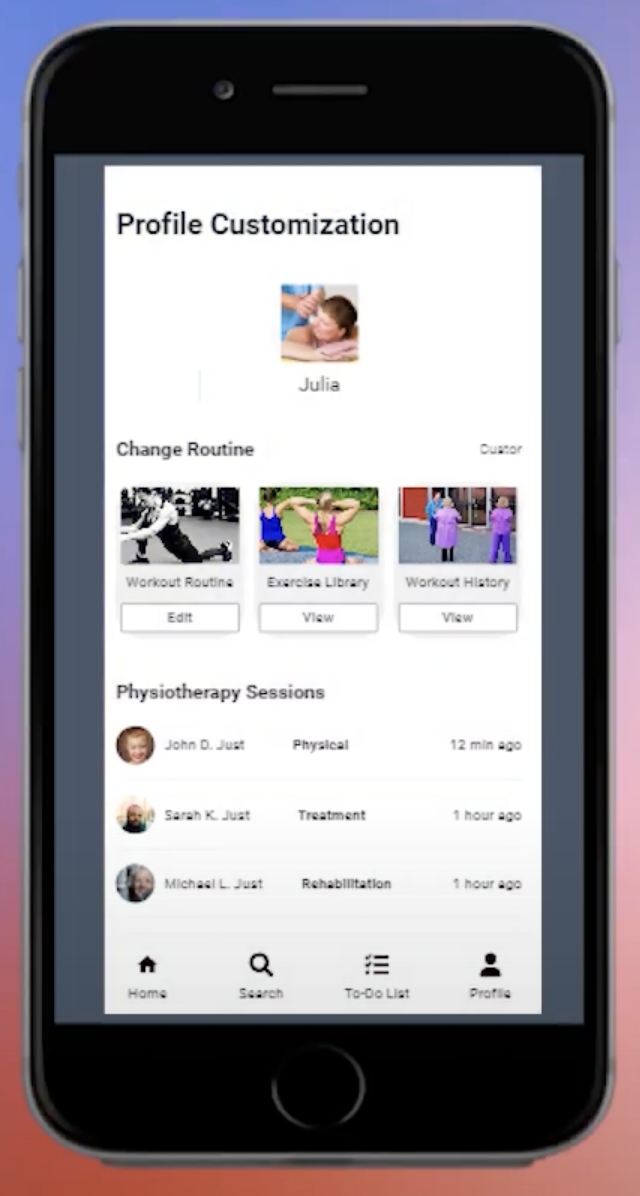 Profile Customization
Julia
Change Routine Custor
Workout Routine Exercise Library Workout History
Edit View View
Physiotherapy Sessions
John D. Just Physical 12 min ago
Sarah K. Just Treatment 1 hour ago
Michael L. Just Rehabilitation 1 hour ago
Home Search To-Do List Profile